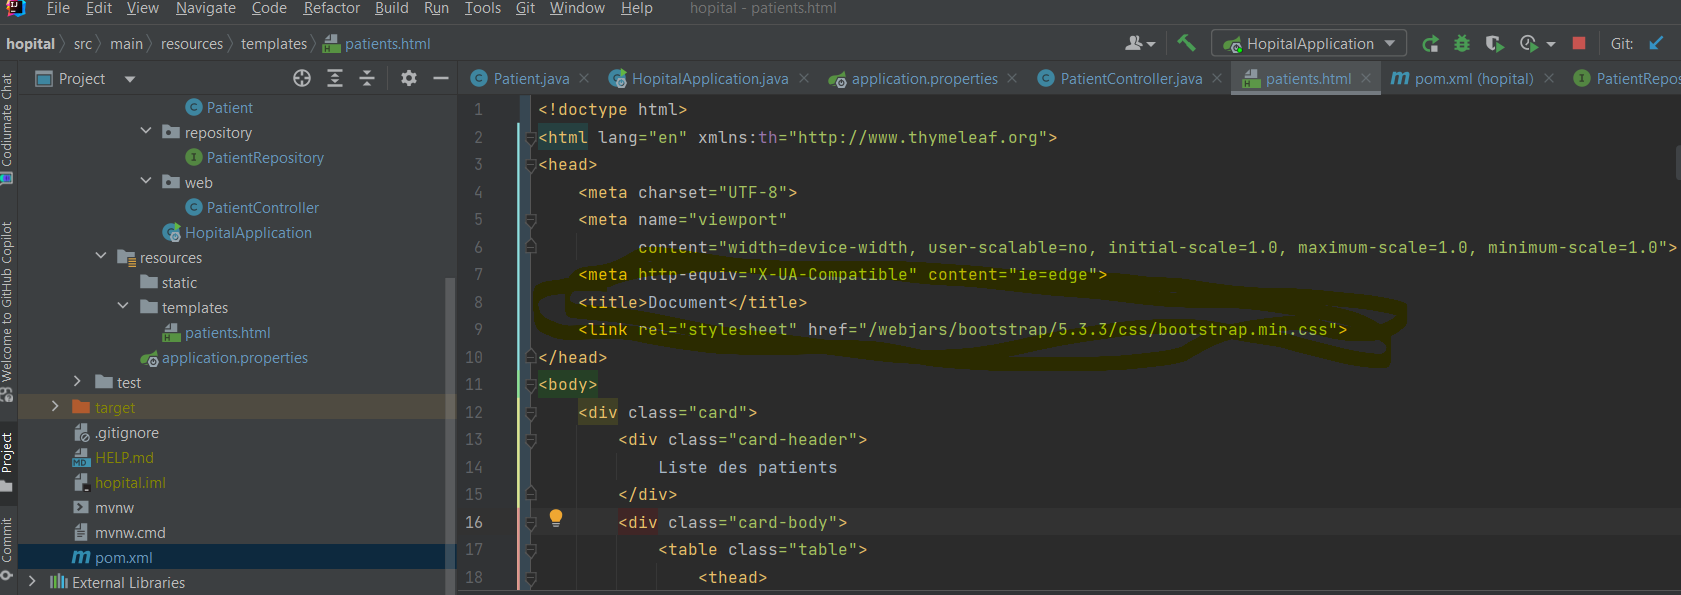 File Edit View Navigate Code Refactor Build Run Tools Git Window Help hopital - patients.html
hopital src main resources templates patients.html HopitalApplication Git:
Project Patient.java HopitalApplication.java application.properties PatientController.java patients.html pom.xml (hopital) PatientRepos
Codiumate Chat
Welcome to GitHub Copilot
Project
Commit
Patient
repository
PatientRepository
web
PatientController
HopitalApplication
resources
static
templates
patients.html
application.properties
test
target
.gitignore
HELP.md
hopital.iml
mvnw
mvnw.cmd
pom.xml
External Libraries
1 <!doctype html>
2 <html lang="en" xmlns:th="http://www.thymeleaf.org">
3 <head>
4 <meta charset="UTF-8">
5 <meta name="viewport"
6 content="width=device-width, user-scalable=no, initial-scale=1.0, maximum-scale=1.0, minimum-scale=1.0">
7 <meta http-equiv="X-UA-Compatible" content="ie=edge">
8 <title>Document</title>
9 <link rel="stylesheet" href="/webjars/bootstrap/5.3.3/css/bootstrap.min.css">
10 </head>
11 <body>
12 <div class="card">
13 <div class="card-header">
14 Liste des patients
15 </div>
16 <div class="card-body">
17 <table class="table">
18 <thead>